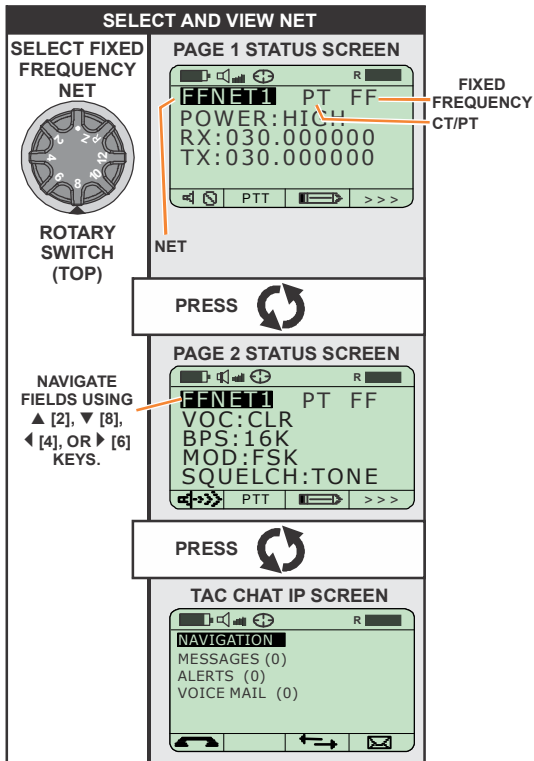 SELECT AND VIEW NET
SELECT FIXED
FREQUENCY
NET
ROTARY
SWITCH
(TOP)
PAGE 1 STATUS SCREEN
R
FFNET1 PT FF
POWER:HIGH
RX:030.000000
TX:030.000000
PTT >>>
FIXED
FREQUENCY
CT/PT
NET
PRESS
PAGE 2 STATUS SCREEN
NAVIGATE
FIELDS USING
▲ [2], ▼ [8],
◀ [4], OR ▶ [6]
KEYS.
R
FFNET1 PT FF
VOC:CLR
BPS:16K
MOD:FSK
SQUELCH:TONE
PTT >>>
PRESS
TAC CHAT IP SCREEN
R
NAVIGATION
MESSAGES (0)
ALERTS (0)
VOICE MAIL (0)